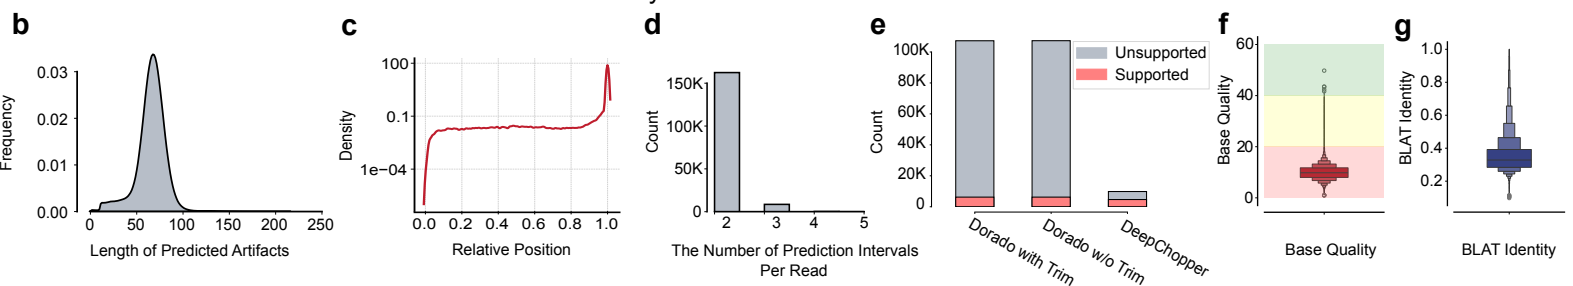 b
Frequency
0.03
0.02
0.01
0.00
0 50 100 150 200 250
Length of Predicted Artifacts
c
Density
100
0.1
1e−04
0.0 0.2 0.4 0.6 0.8 1.0
Relative Position
d
Count
150K
100K
50K
0
2 3 4 5
The Number of Prediction Intervals
Per Read
e
Count
100K
80K
60K
40K
20K
0
Unsupported
Supported
Dorado with Trim
Dorado w/o Trim
DeepChopper
f
Base Quality
60
40
20
0
Base Quality
g
BLAT Identity
1.0
0.8
0.6
0.4
0.2
BLAT Identity